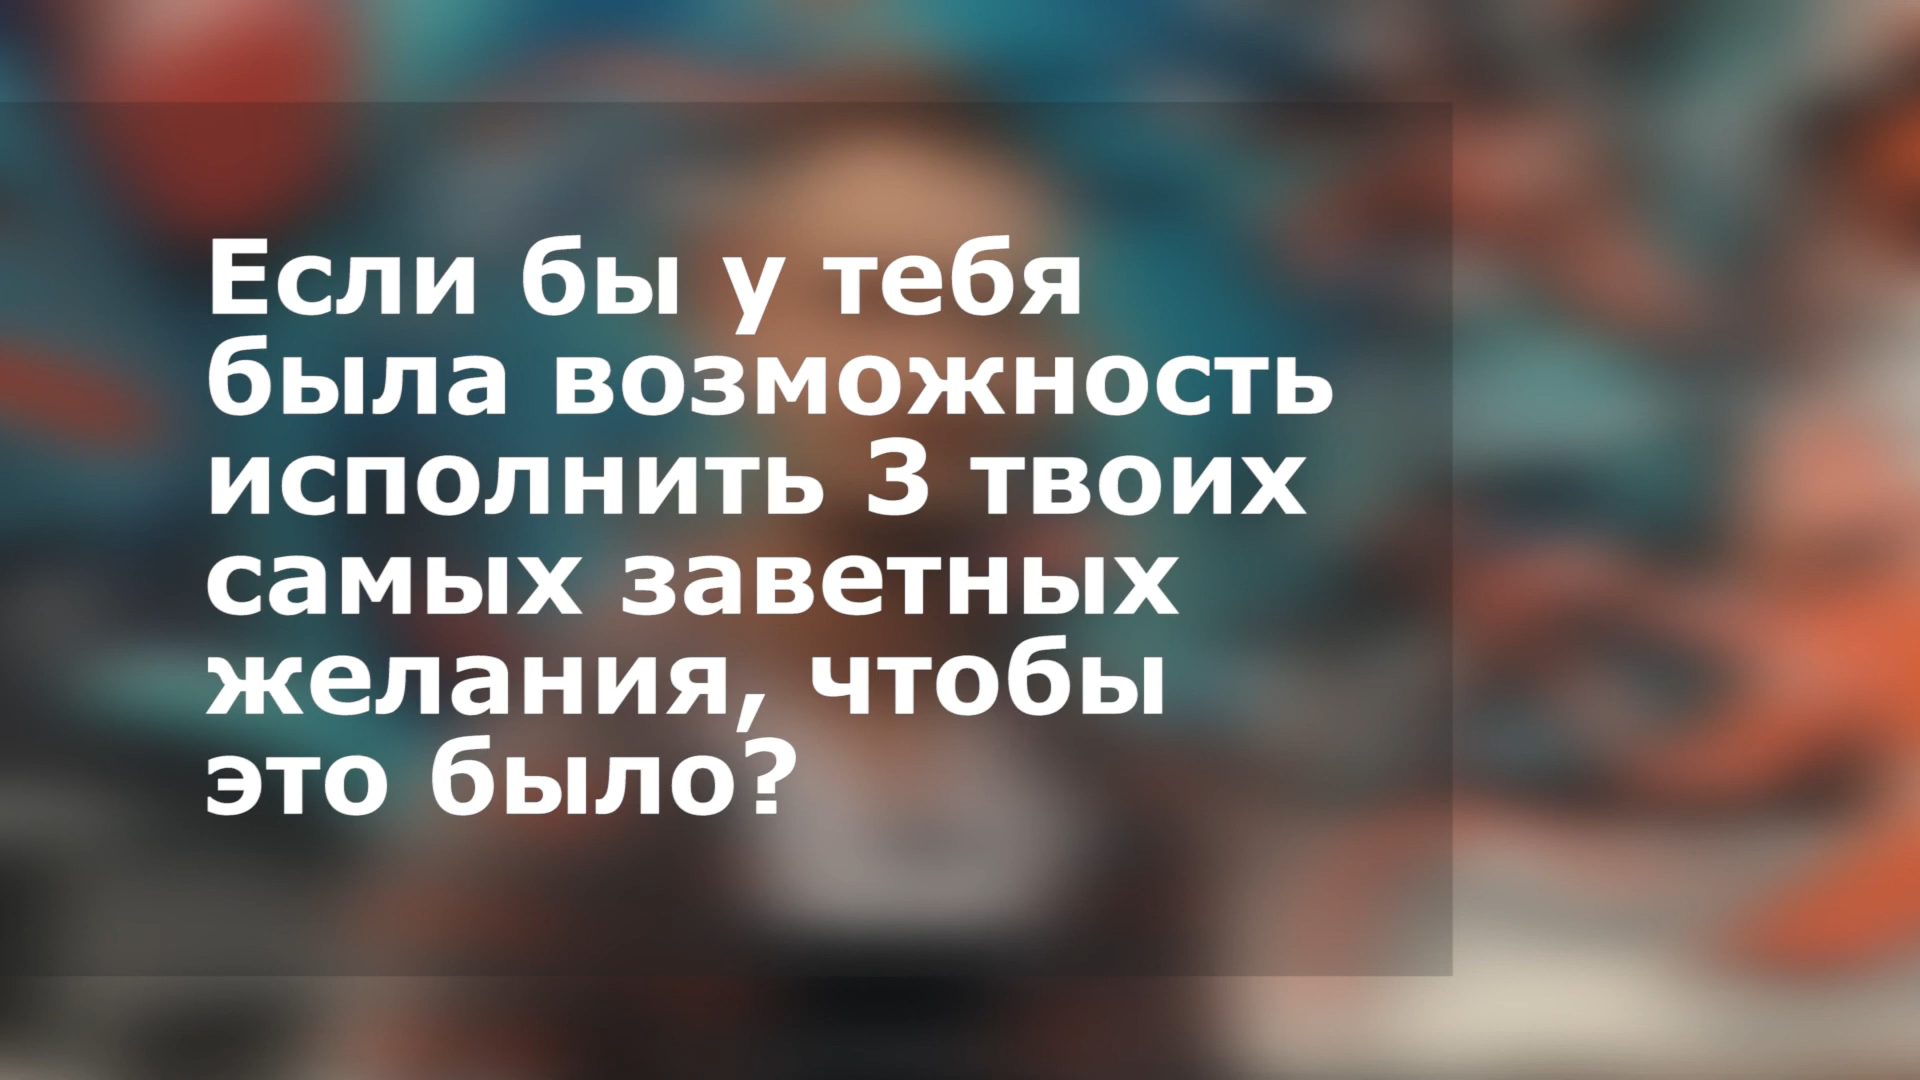 Если бы у тебя
была возможность
исполнить 3 твоих
самых заветных
желания, чтобы
это было?